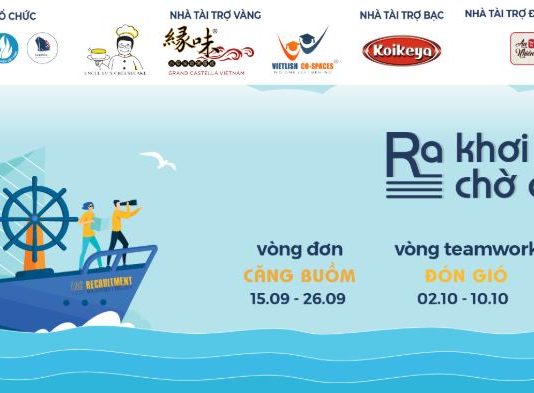 Ổ CHỨC
NHÀ TÀI TRỢ VÀNG
NHÀ TÀI TRỢ BẠC
NHÀ TÀI TRỢ Đ
UNCLE LU'S CHEESECAKE
縁味
GRAND CASTELLA VIETNAM
VIETLISH CO-SPACES
Koikeya
An
Nhiên
Ra khơi
chờ
vòng đơn
CĂNG BUỒM
15.09 - 26.09
vòng teamwork
ĐÓN GIÓ
02.10 - 10.10
RECRUITMENT